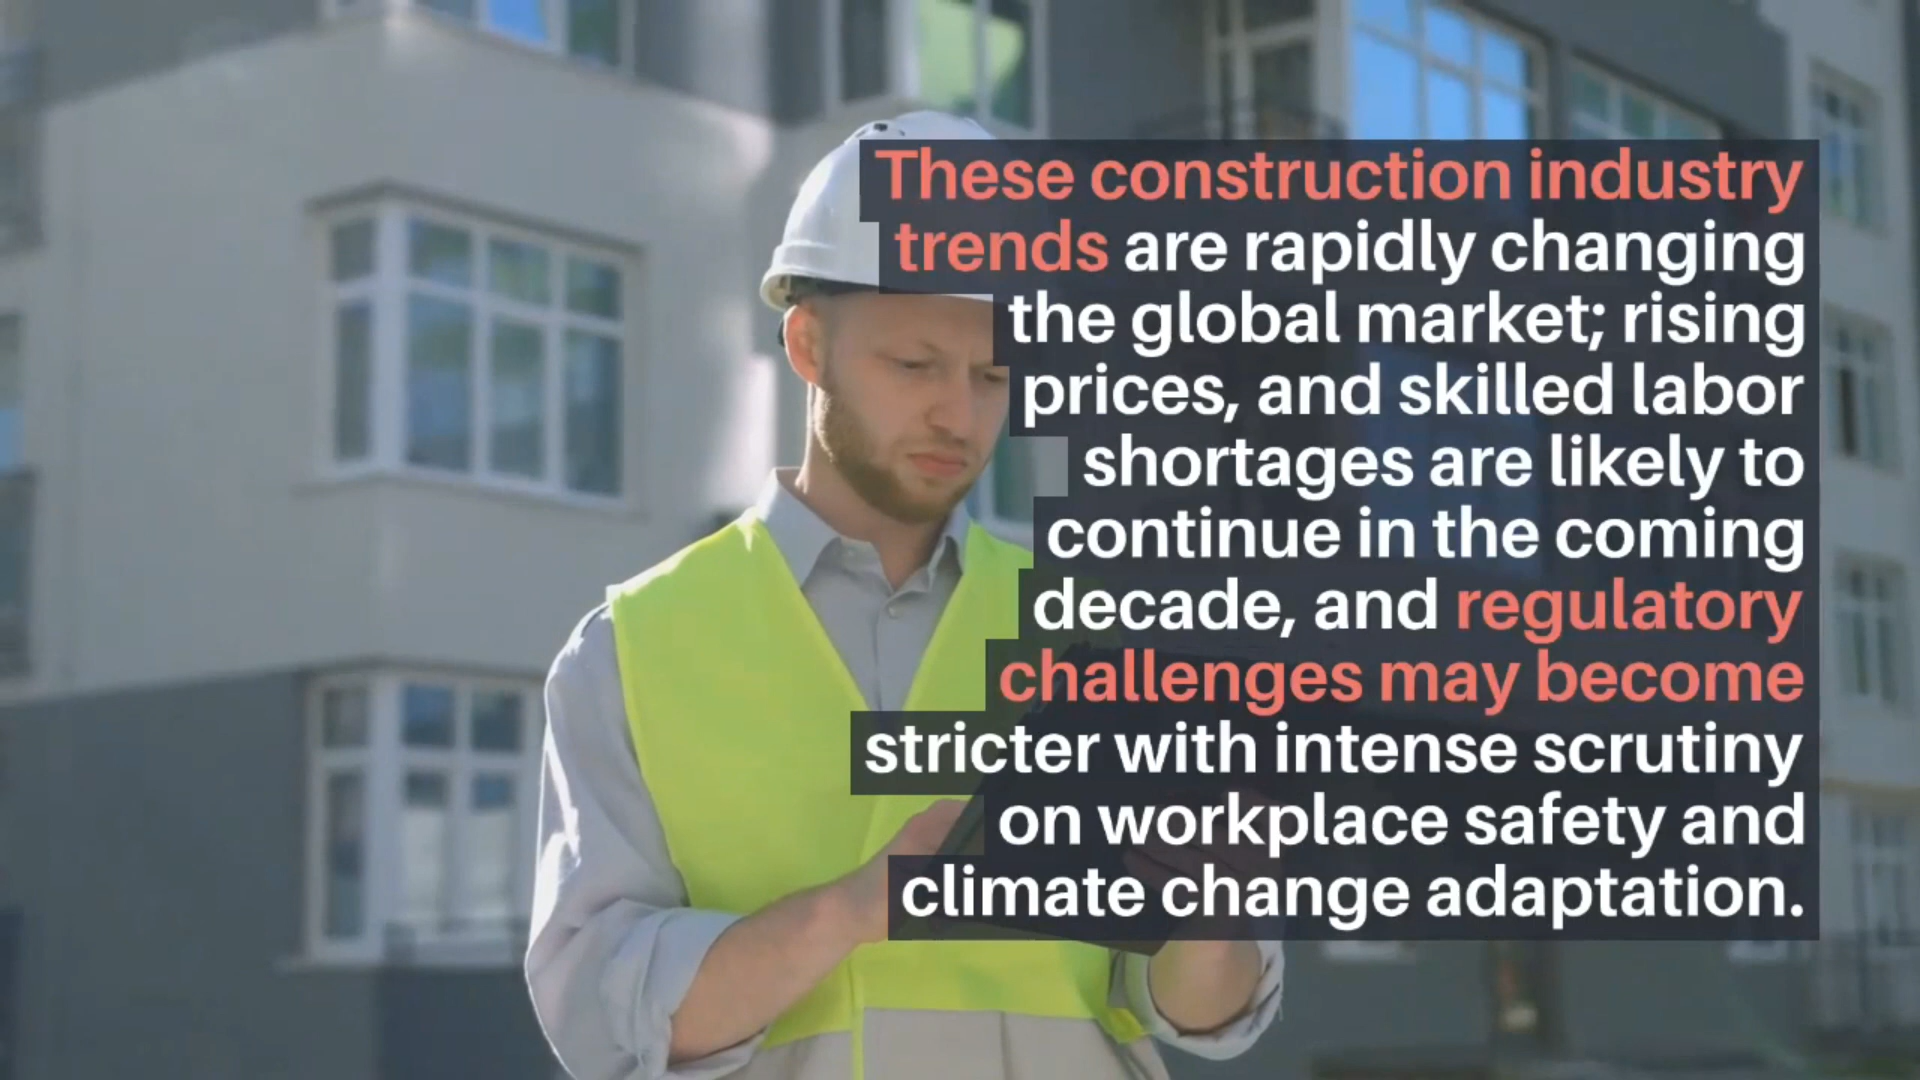 These construction industry
trends are rapidly changing
the global market; rising
prices, and skilled labor
shortages are likely to
continue in the coming
decade, and regulatory
challenges may become
stricter with intense scrutiny
on workplace safety and
climate change adaptation.